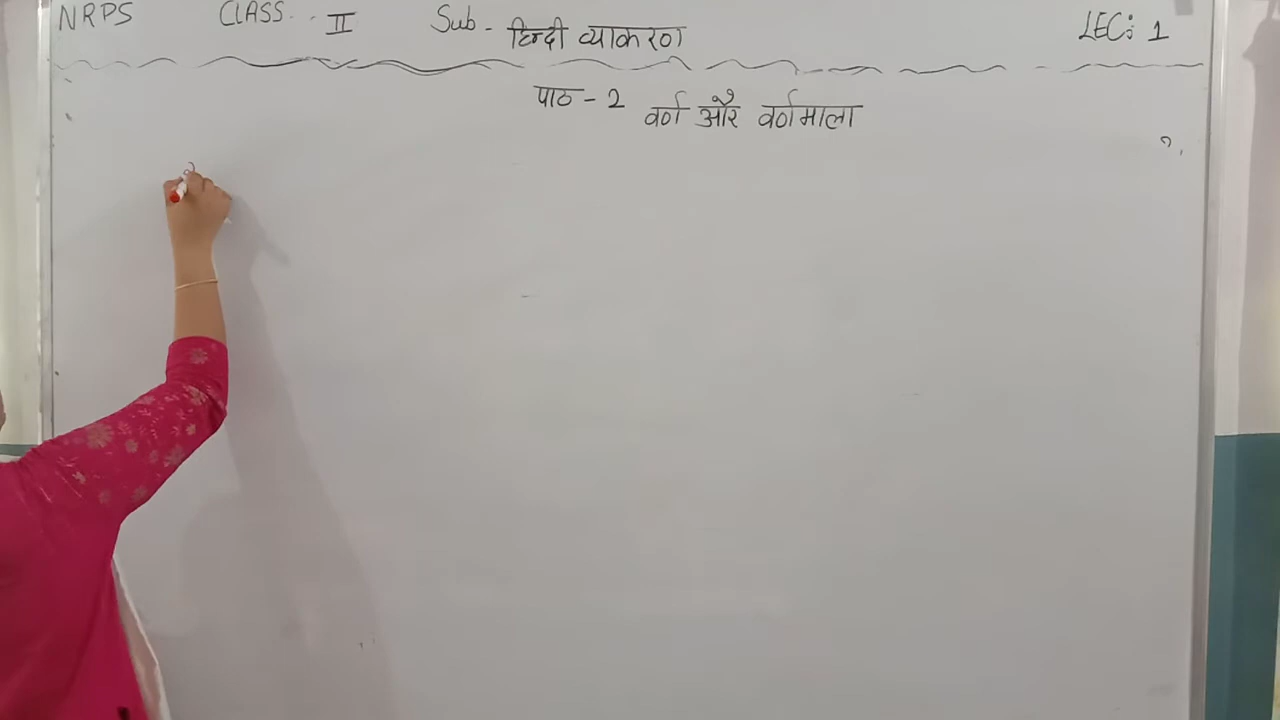 NRPS CLASS II Sub - हिन्दी व्याकरण LEC: 1
पाठ - 2 वर्ण और वर्णमाला